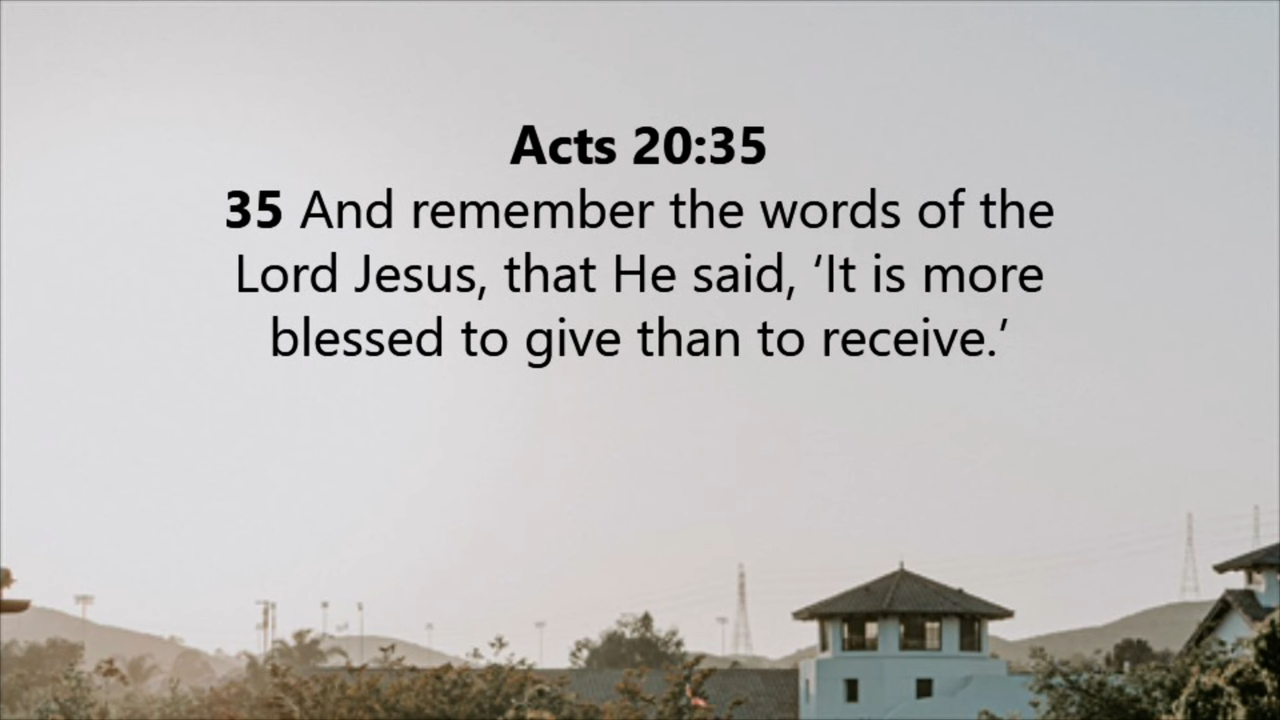 Acts 20:35
35 And remember the words of the
Lord Jesus, that He said, ‘It is more
blessed to give than to receive.’